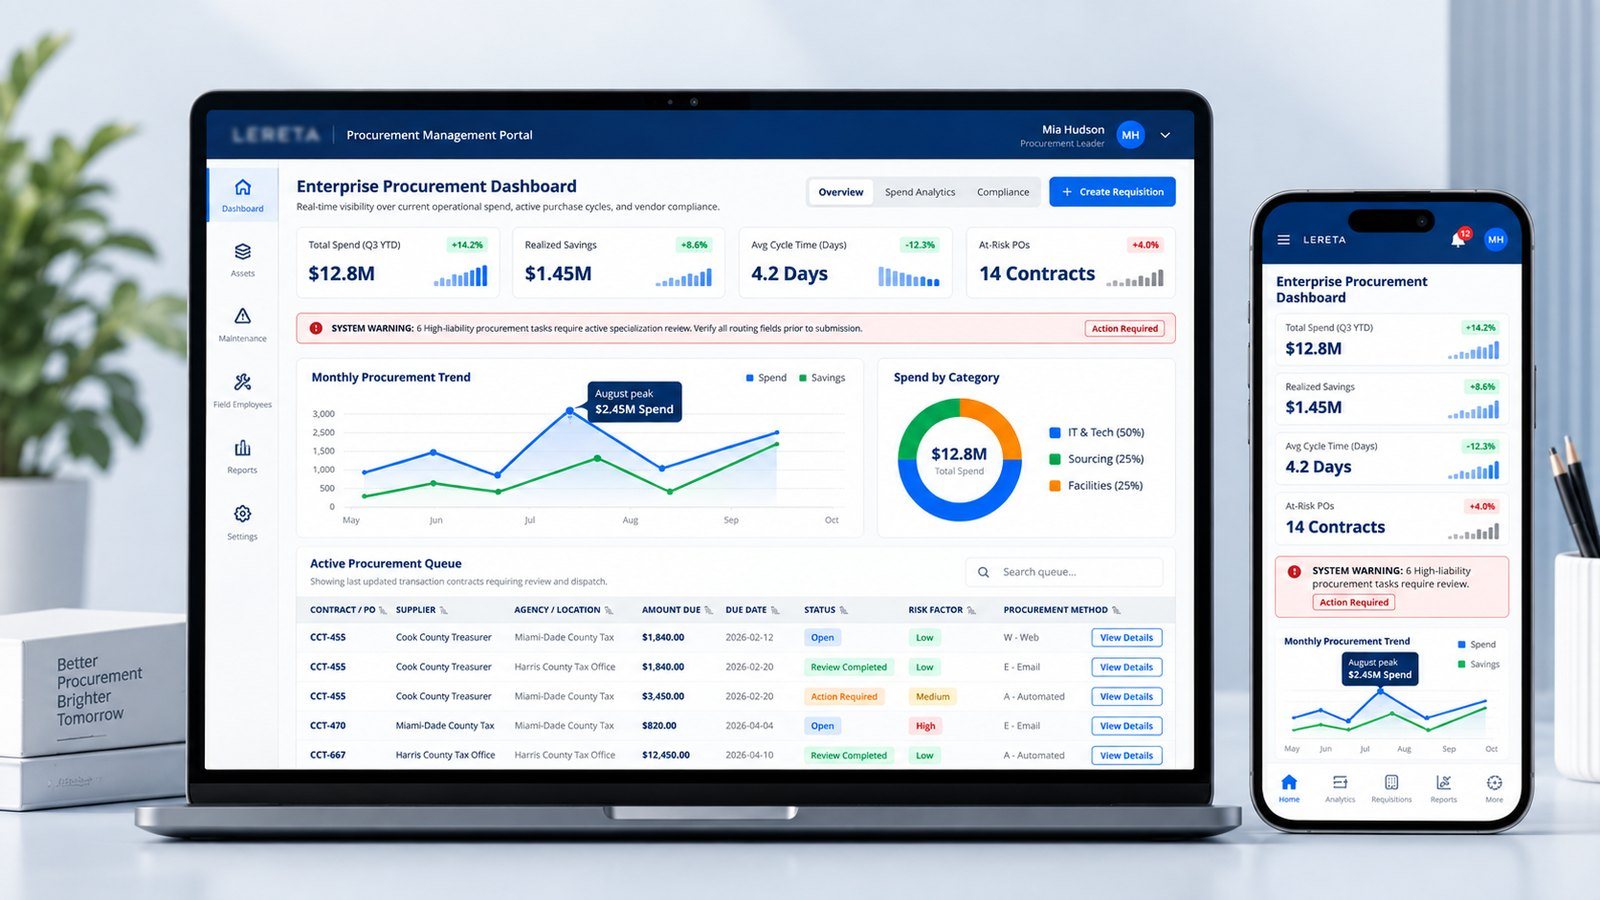 LERETA
Procurement Management Portal
Mia Hudson
Procurement Leader
MH
Dashboard
Assets
Maintenance
Field Employees
Reports
Settings
Enterprise Procurement Dashboard
Real-time visibility over current operational spend, active purchase cycles, and vendor compliance.
Overview
Spend Analytics
Compliance
+ Create Requisition
Total Spend (Q3 YTD)
+14.2%
$12.8M
Realized Savings
+8.6%
$1.45M
Avg Cycle Time (Days)
-12.3%
4.2 Days
At-Risk POs
+4.0%
14 Contracts
SYSTEM WARNING: 6 High-liability procurement tasks require active specialization review. Verify all routing fields prior to submission.
Action Required
Monthly Procurement Trend
Spend
Savings
August peak
$2.45M Spend
3,000
2,500
1,500
1,000
500
0
May
Jun
Jul
Aug
Sep
Oct
Spend by Category
$12.8M
Total Spend
IT & Tech (50%)
Sourcing (25%)
Facilities (25%)
Active Procurement Queue
Showing last updated transaction contracts requiring review and dispatch.
Search queue...
CONTRACT / PO SUPPLIER AGENCY / LOCATION AMOUNT DUE DUE DATE STATUS RISK FACTOR PROCUREMENT METHOD
CCT-455 Cook County Treasurer Miami-Dade County Tax $1,840.00 2026-02-12 Open Low W - Web View Details
CCT-455 Cook County Treasurer Harris County Tax Office $1,840.00 2026-02-20 Review Completed Low E - Email View Details
CCT-455 Cook County Treasurer Miami-Dade County Tax $3,450.00 2026-02-20 Action Required Medium A - Automated View Details
CCT-470 Miami-Dade County Tax Miami-Dade County Tax $820.00 2026-04-04 Open High E - Email View Details
CCT-667 Harris County Tax Office Harris County Tax Office $12,450.00 2026-04-10 Review Completed Low A - Automated View Details
Better
Procurement
Brighter
Tomorrow
LERETA
12
MH
Enterprise Procurement
Dashboard
Total Spend (Q3 YTD)
+14.2%
$12.8M
Realized Savings
+8.6%
$1.45M
Avg Cycle Time (Days)
-12.3%
4.2 Days
At-Risk POs
+4.0%
14 Contracts
SYSTEM WARNING: 6 High-liability
procurement tasks require review.
Action Required
Monthly Procurement Trend
Spend
Savings
August peak
$2.45M Spend
May
Jun
Jul
Aug
Sep
Oct
Home
Analytics
Requisitions
Reports
More